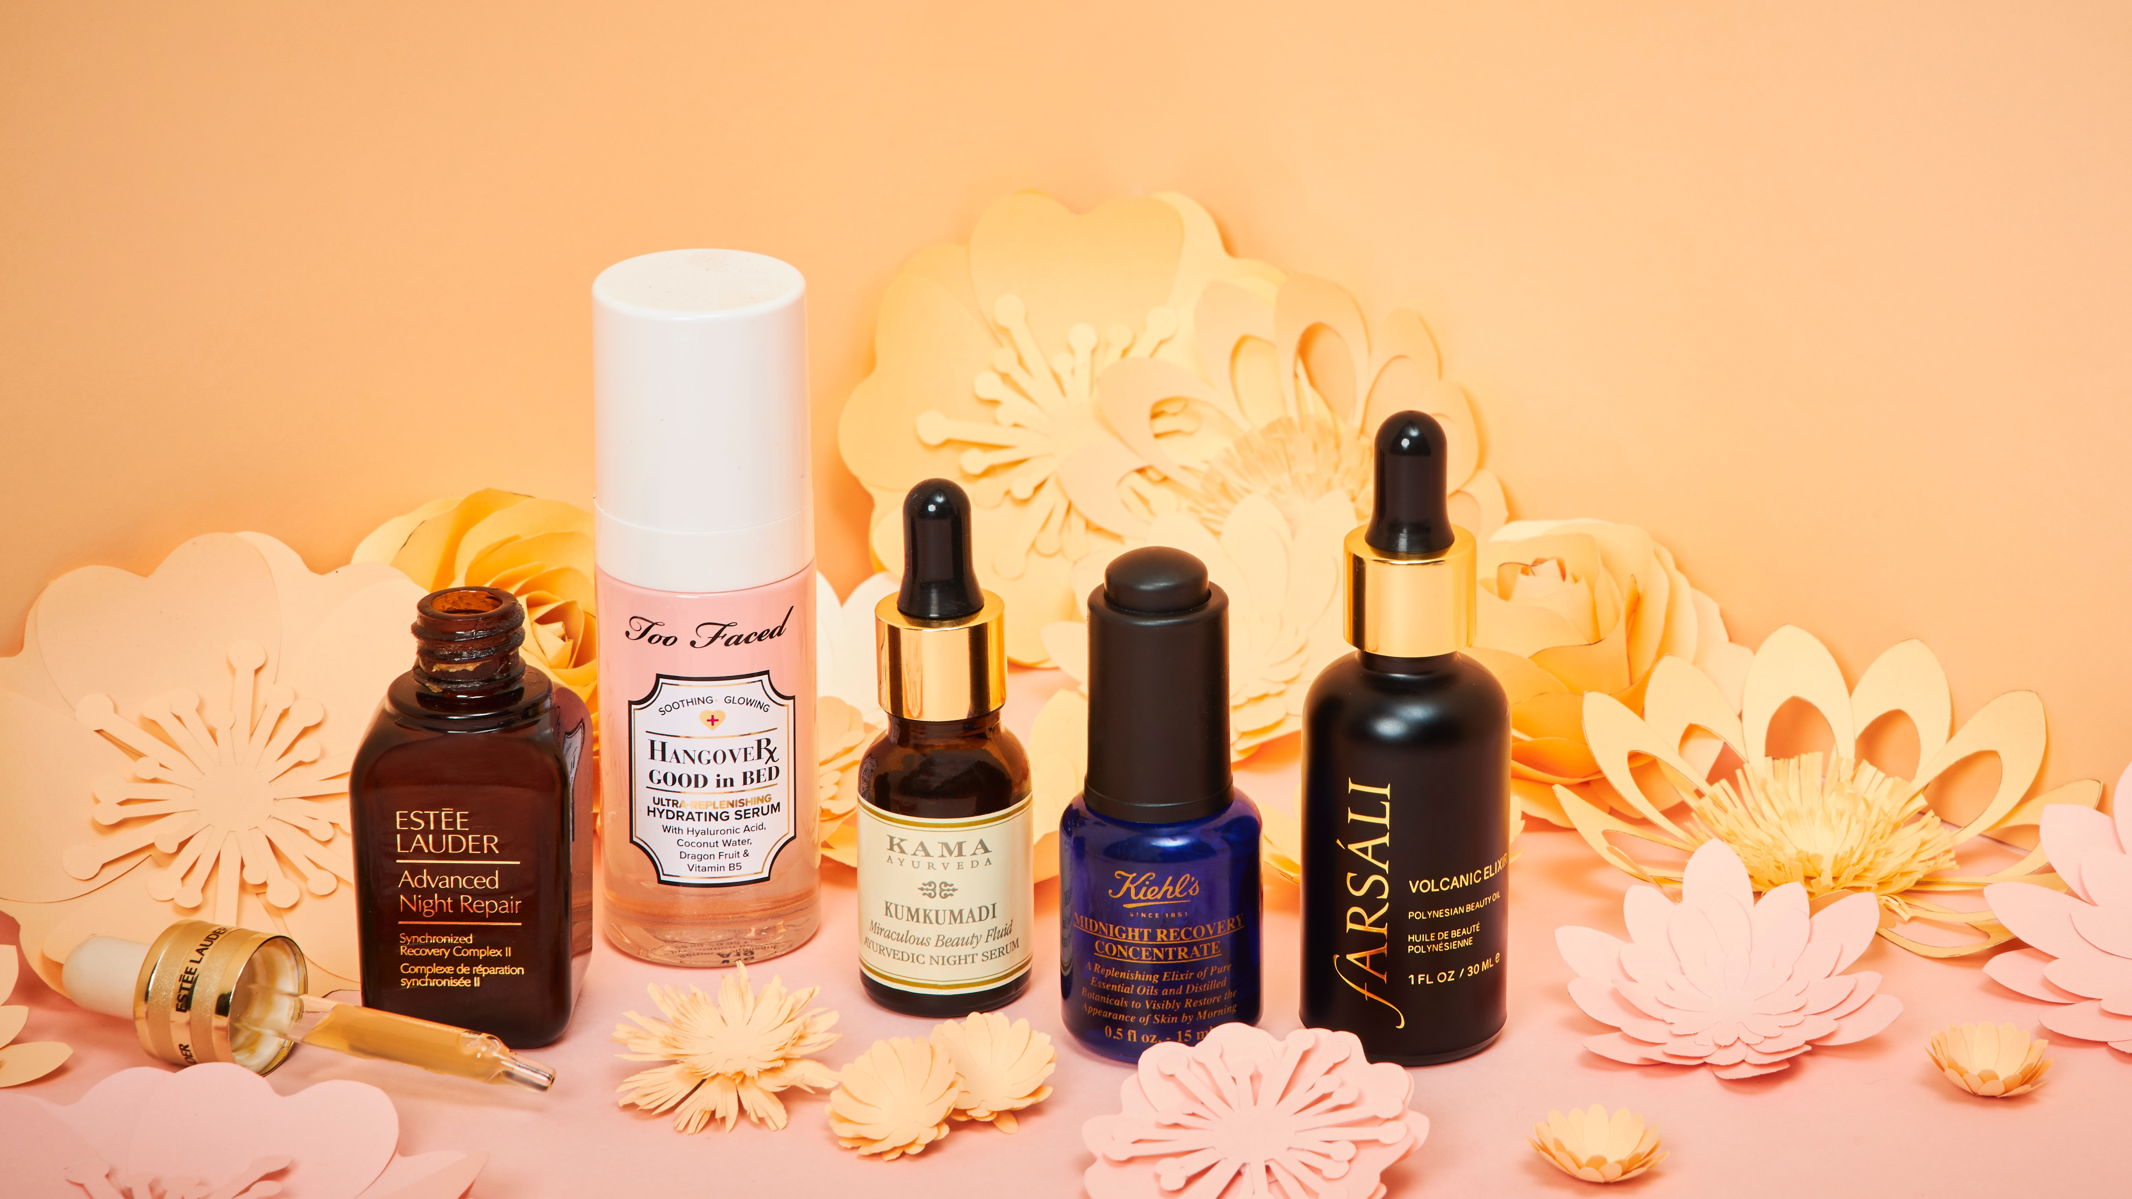 ESTĒE
LAUDER
Advanced
Night Repair
Synchronized
Recovery Complex II
Complexe de réparation
synchronisée II
ESTĒE LAUDER
Too Faced
SOOTHING GLOWING
HANGOVERX
GOOD in BED
ULTRA-REPLENISHING
HYDRATING SERUM
With Hyaluronic Acid,
Coconut Water,
Dragon Fruit &
Vitamin B5
KAMA
AYURVEDA
KUMKUMADI
Miraculous Beauty Fluid
AYURVEDIC NIGHT SERUM
Kiehl's
SINCE 1851
MIDNIGHT RECOVERY
CONCENTRATE
A Replenishing Elixir of Pure
Essential Oils and Distilled
Botanicals to Visibly Restore the
Appearance of Skin by Morning
0.5 fl oz. - 15 ml
fARSÁLI
VOLCANIC ELIXIR
POLYNESIAN BEAUTY OIL
HUILE DE BEAUTÉ
POLYNÉSIENNE
1 FL OZ / 30 ML e